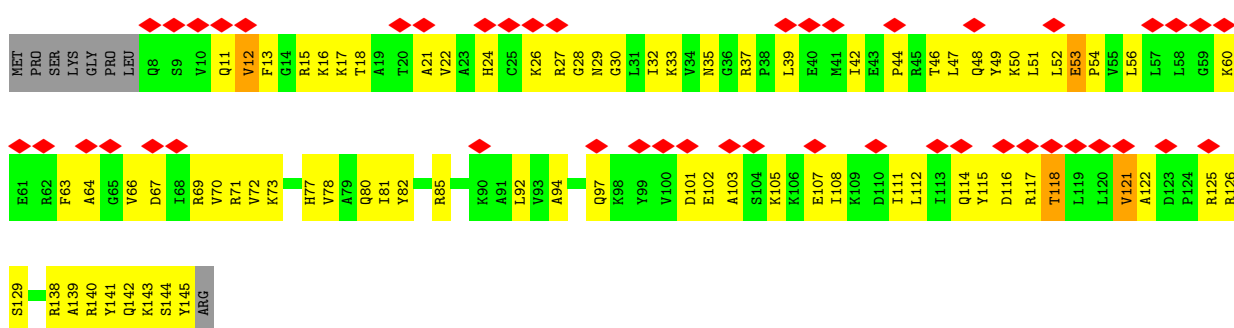 MET PRO SER LYS GLY PRO LEU Q8 S9 V10 Q11 V12 F13 G14 R15 K16 K17 T18 A19 T20 A21 V22 A23 H24 C25 K26 R27 G28 N29 G30 L31 I32 K33 V34 N35 G36 R37 P38 L39 E40 M41 I42 E43 P44 R45 T46 L47 Q48 Y49 K50 L51 L52 E53 P54 V55 L56 L57 L58 G59 K60
E61 R62 F63 A64 G65 V66 D67 I68 R69 V70 R71 V72 K73 H77 V78 A79 Q80 I81 Y82 R85 K90 A91 L92 V93 A94 Q97 K98 Y99 V100 D101 E102 A103 S104 K105 K106 E107 I108 K109 D110 I111 L112 I113 Q114 Y115 D116 R117 T118 L119 L120 V121 A122 D123 P124 R125 R126
S129 R138 A139 R140 Y141 Q142 K143 S144 Y145 ARG